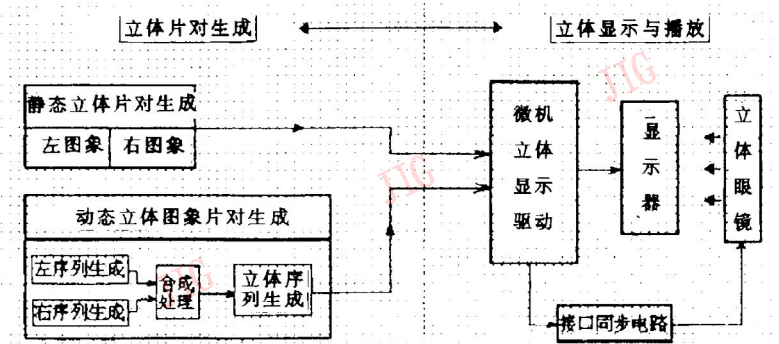 立体片对生成
立体显示与播放
静态立体片对生成
左图象
右图象
动态立体图象片对生成
左序列生成
右序列生成
合成
处理
立体序
列生成
微机
立体
显示
驱动
显示器
立体眼镜
接口同步电路
JIG
JIG
JIG